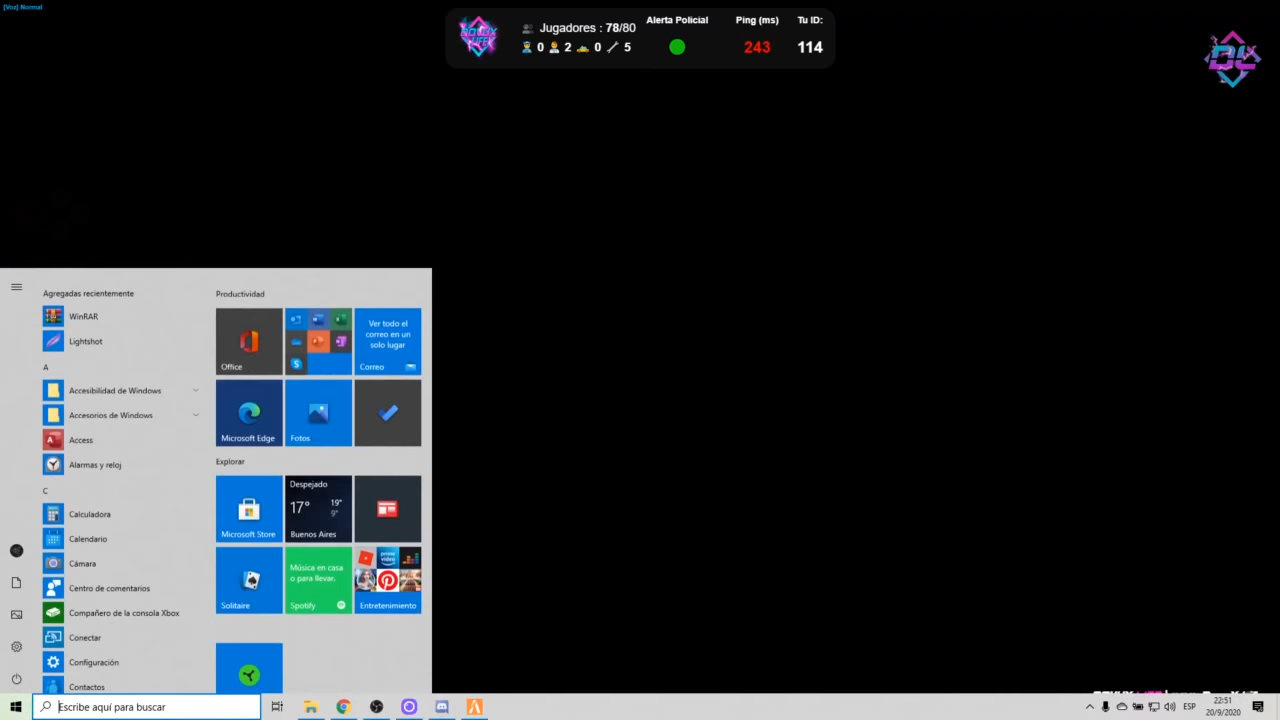 [Voz] Normal
Jugadores : 78/80
0 2 0 5
Alerta Policial
Ping (ms)
243
Tu ID:
114
Agregadas recientemente
WinRAR
Lightshot
A
Accesibilidad de Windows
Accesorios de Windows
Access
Alarmas y reloj
C
Calculadora
Calendario
Cámara
Centro de comentarios
Compañero de la consola Xbox
Conectar
Configuración
Contactos
Productividad
Office
Ver todo el
correo en un
solo lugar
Correo
Microsoft Edge
Fotos
Explorar
Microsoft Store
Despejado
17° 19°
9°
Buenos Aires
Solitaire
Música en casa
o para llevar.
Spotify
prime video
Entretenimiento
Escribe aquí para buscar
ESP
22:51
20/9/2020